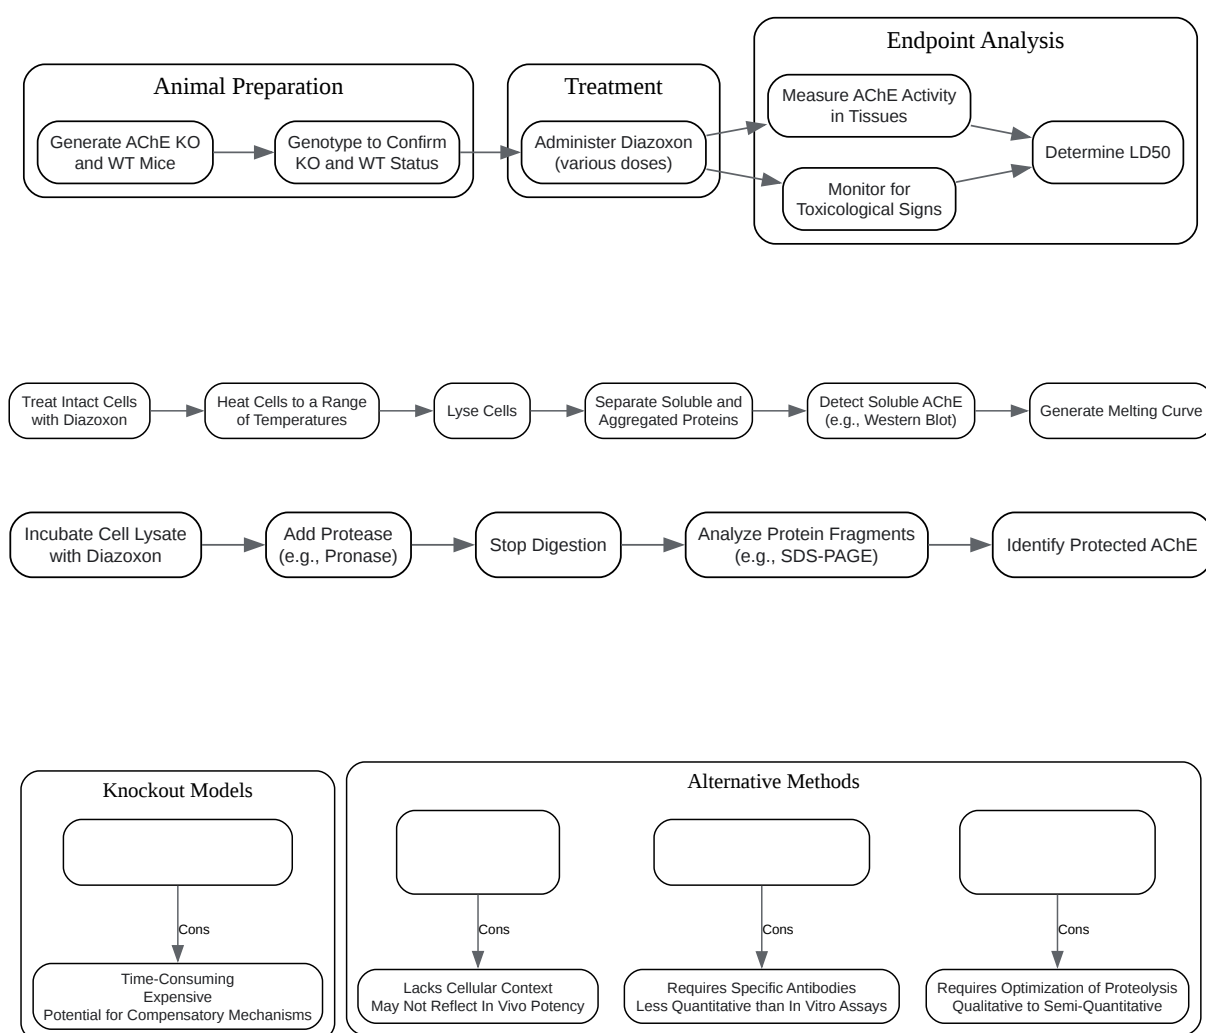 Endpoint Analysis
Animal Preparation
Treatment
Generate AChE KO
and WT Mice
Genotype to Confirm
KO and WT Status
Administer Diazoxon
(various doses)
Measure AChE Activity
in Tissues
Monitor for
Toxicological Signs
Determine LD50
Treat Intact Cells
with Diazoxon
Heat Cells to a Range
of Temperatures
Lyse Cells
Separate Soluble and
Aggregated Proteins
Detect Soluble AChE
(e.g., Western Blot)
Generate Melting Curve
Incubate Cell Lysate
with Diazoxon
Add Protease
(e.g., Pronase)
Stop Digestion
Analyze Protein Fragments
(e.g., SDS-PAGE)
Identify Protected AChE
Knockout Models
Cons
Time-Consuming
Expensive
Potential for Compensatory Mechanisms
Alternative Methods
Cons
Lacks Cellular Context
May Not Reflect In Vivo Potency
Cons
Requires Specific Antibodies
Less Quantitative than In Vitro Assays
Cons
Requires Optimization of Proteolysis
Qualitative to Semi-Quantitative